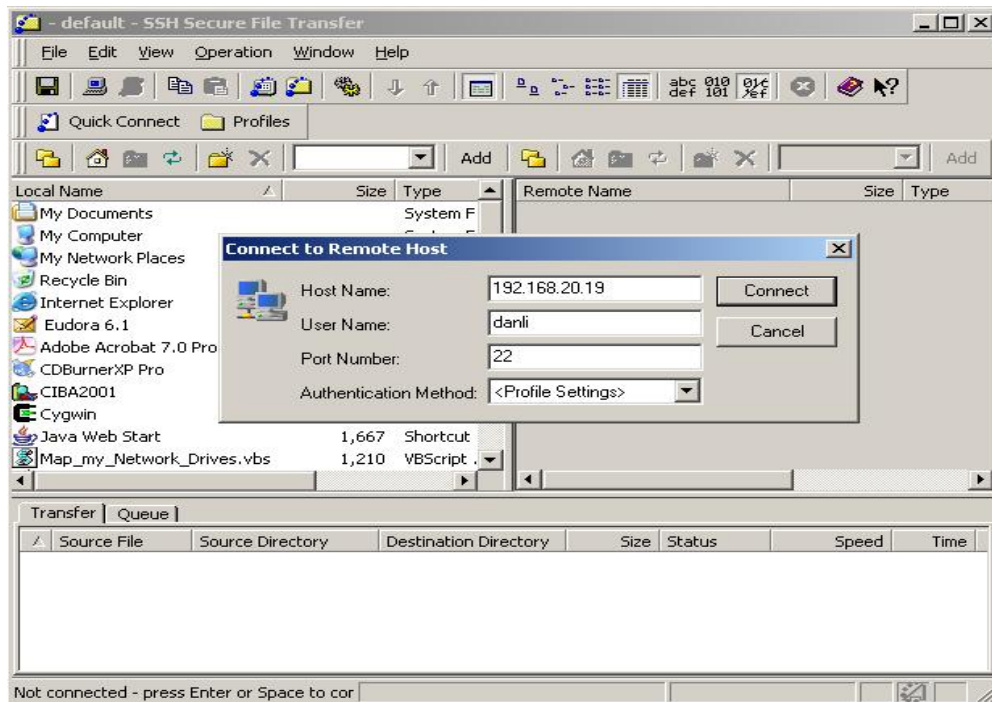 - default - SSH Secure File Transfer
File Edit View Operation Window Help
abc def 010 101
Quick Connect Profiles
Add Add
Local Name Size Type Remote Name Size Type
My Documents System F
My Computer
My Network Places
Recycle Bin
Internet Explorer
Eudora 6.1
Adobe Acrobat 7.0 Pro
CDBurnerXP Pro
CIBA2001
Cygwin
Java Web Start 1,667 Shortcut
Map_my_Network_Drives.vbs 1,210 VBScript .
Connect to Remote Host
Host Name: 192.168.20.19 Connect
User Name: danli Cancel
Port Number: 22
Authentication Method: <Profile Settings>
Transfer Queue
Source File Source Directory Destination Directory Size Status Speed Time
Not connected - press Enter or Space to cor